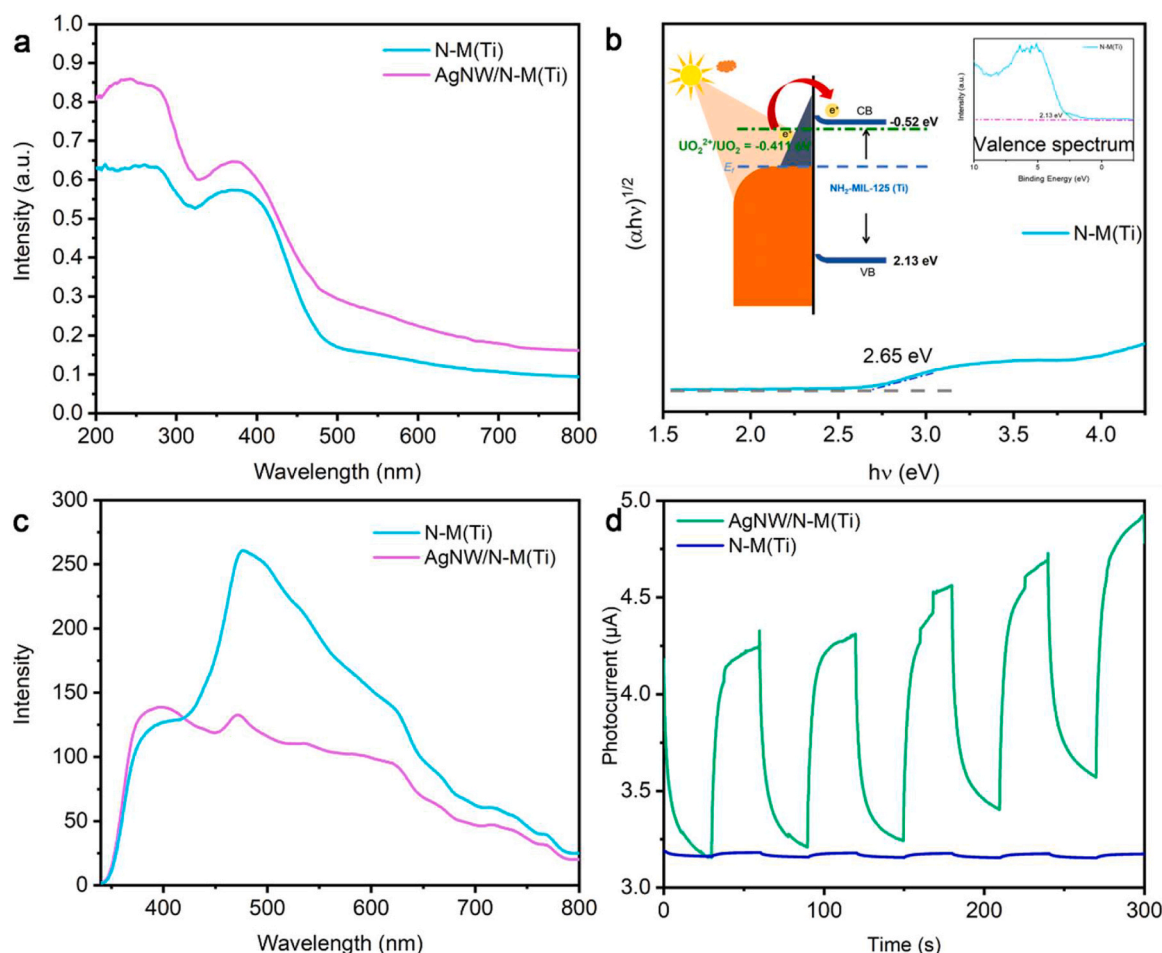 a
Intensity (a.u.)
1.0
0.9
0.8
0.7
0.6
0.5
0.4
0.3
0.2
0.1
0.0
N-M(Ti)
AgNW/N-M(Ti)
200 300 400 500 600 700 800
Wavelength (nm)
b
(αhν)1/2
e-
CB
-0.52 eV
e-
UO₂²⁺/UO₂ = -0.411 eV
Ef
NH₂-MIL-125 (Ti)
2.13 eV
VB
Intensity (a.u.)
N-M(Ti)
2.13 eV
Valence spectrum
10 5 0
Binding Energy (eV)
N-M(Ti)
2.65 eV
1.5 2.0 2.5 3.0 3.5 4.0
hν (eV)
c
Intensity
300
250
200
150
100
50
0
N-M(Ti)
AgNW/N-M(Ti)
400 500 600 700 800
Wavelength (nm)
d
Photocurrent (µA)
5.0
4.5
4.0
3.5
3.0
AgNW/N-M(Ti)
N-M(Ti)
0 100 200 300
Time (s)